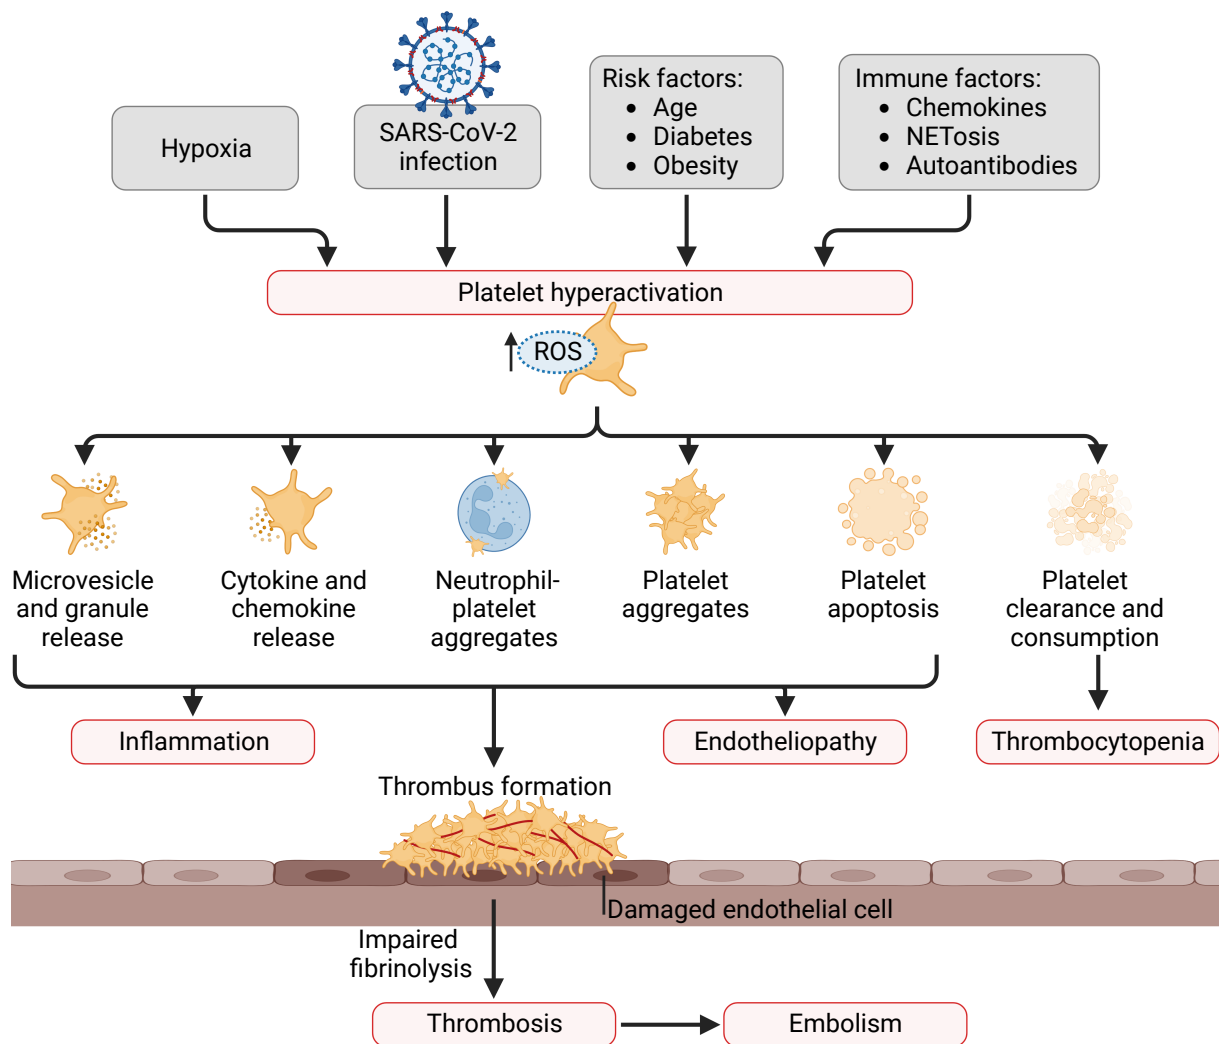 Hypoxia
SARS-CoV-2
infection
Risk factors:
• Age
• Diabetes
• Obesity
Immune factors:
• Chemokines
• NETosis
• Autoantibodies
Platelet hyperactivation
ROS
Microvesicle
and granule
release
Cytokine and
chemokine
release
Neutrophil-
platelet
aggregates
Platelet
aggregates
Platelet
apoptosis
Platelet
clearance and
consumption
Inflammation
Endotheliopathy
Thrombocytopenia
Thrombus formation
Damaged endothelial cell
Impaired
fibrinolysis
Thrombosis
Embolism